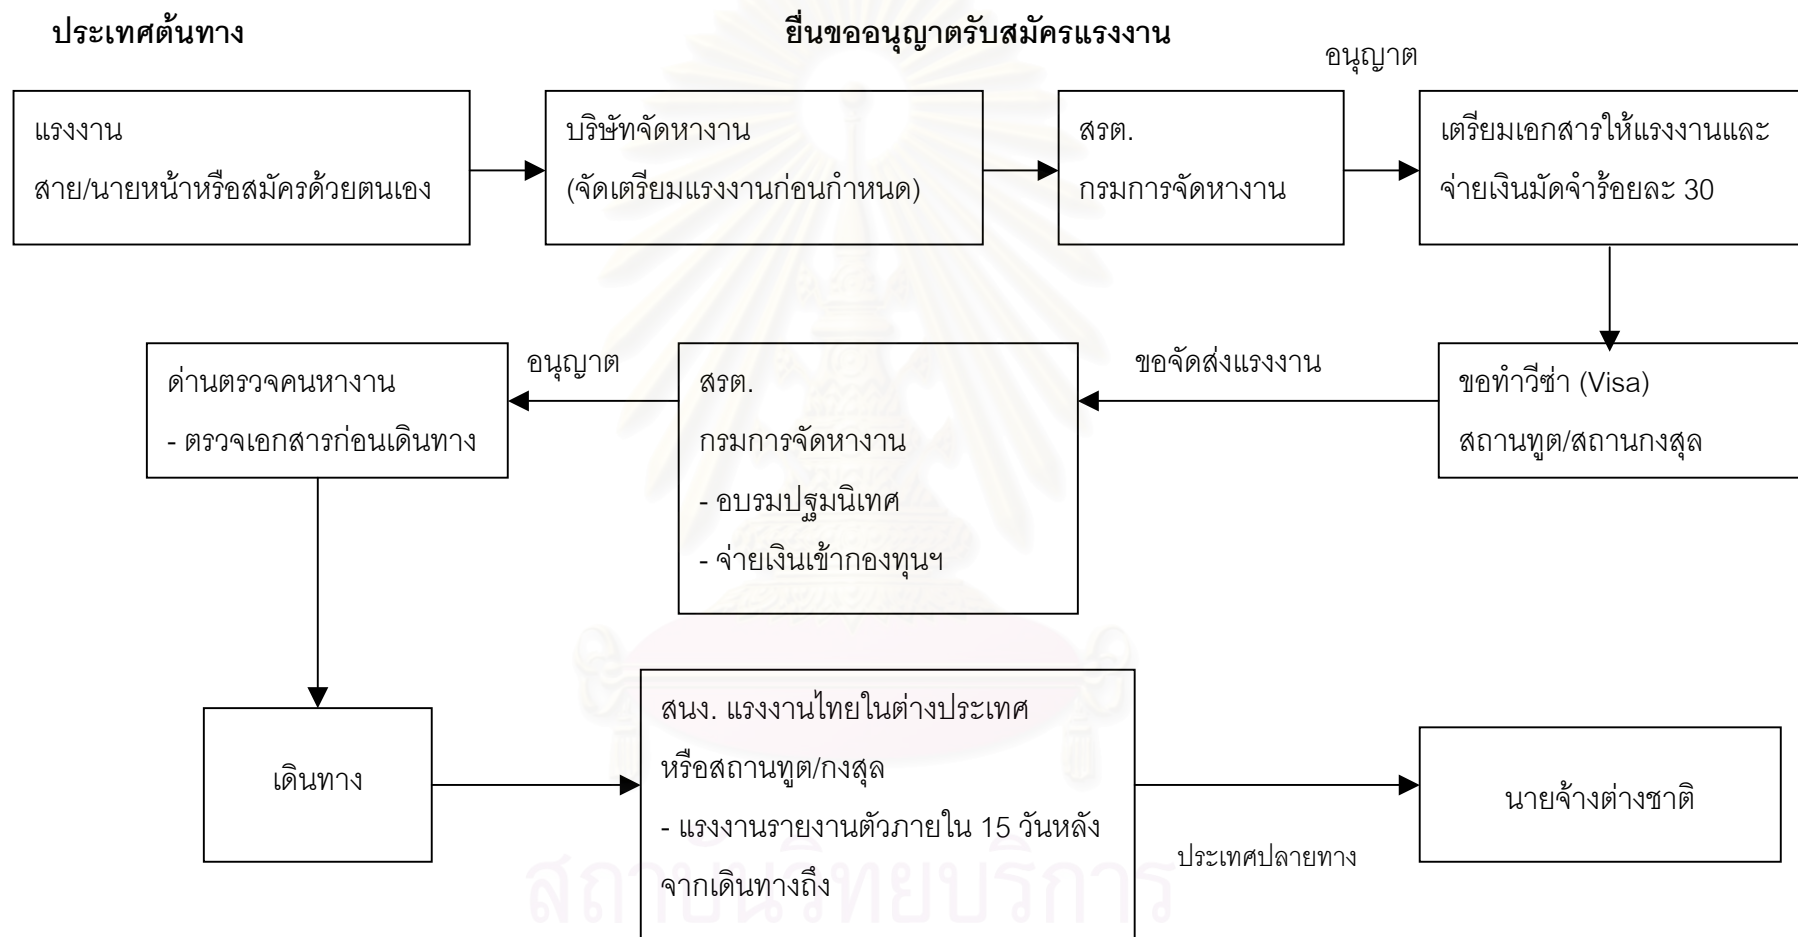 ประเทศต้นทาง
ยื่นขออนุญาตรับสมัครแรงงาน
อนุญาต
แรงงาน
สาย/นายหน้าหรือสมัครด้วยตนเอง
บริษัทจัดหางาน
(จัดเตรียมแรงงานก่อนกำหนด)
สรต.
กรมการจัดหางาน
เตรียมเอกสารให้แรงงานและ
จ่ายเงินมัดจำร้อยละ 30
ขอทำวีซ่า (Visa)
สถานทูต/สถานกงสุล
ขอจัดส่งแรงงาน
สรต.
กรมการจัดหางาน
- อบรมปฐมนิเทศ
- จ่ายเงินเข้ากองทุนฯ
อนุญาต
ด่านตรวจคนหางาน
- ตรวจเอกสารก่อนเดินทาง
เดินทาง
สนง. แรงงานไทยในต่างประเทศ
หรือสถานทูต/กงสุล
- แรงงานรายงานตัวภายใน 15 วันหลัง
จากเดินทางถึง
ประเทศปลายทาง
นายจ้างต่างชาติ
สถาบันวิทยบริการ